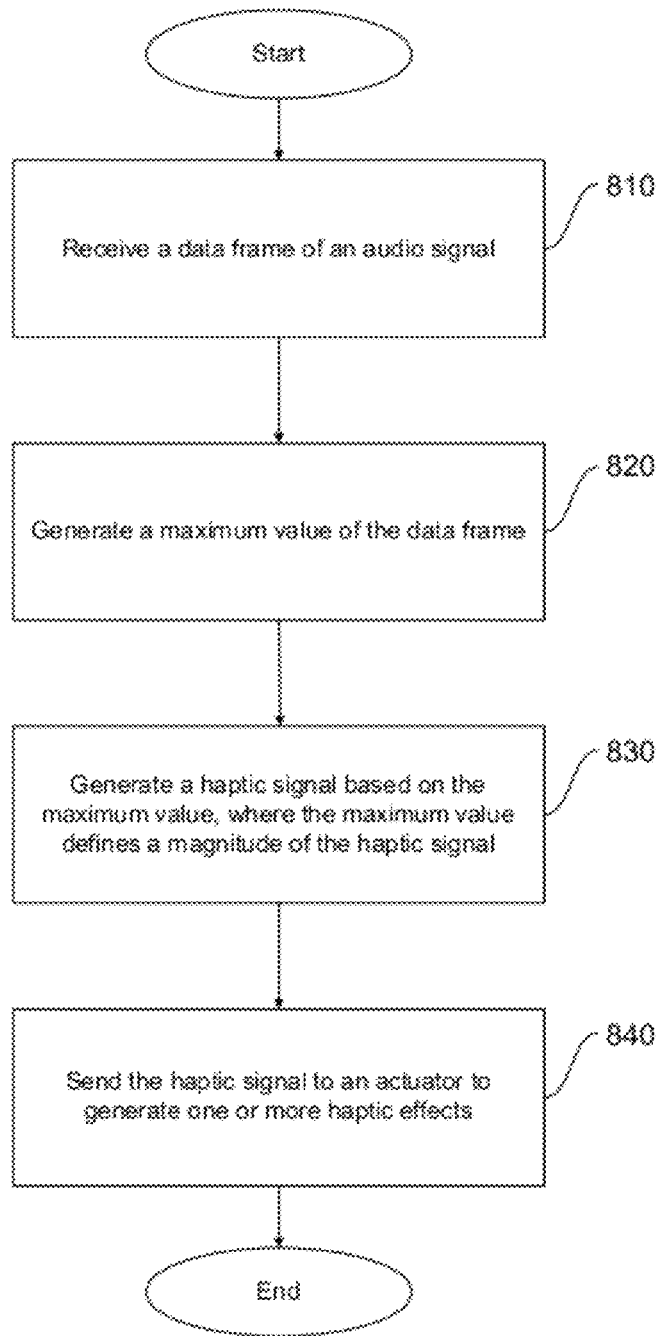 Start
810
Receive a data frame of an audio signal
820
Generate a maximum value of the data frame
830
Generate a haptic signal based on the
maximum value, where the maximum value
defines a magnitude of the haptic signal
840
Send the haptic signal to an actuator to
generate one or more haptic effects
End